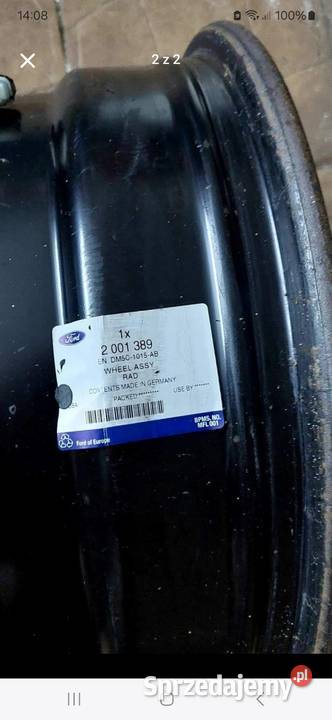 14:08
100%
2 z 2
Ford
1x
2 001 389
EN DM5C-1015-AB
WHEEL ASSY
RAD
CONTENTS MADE IN GERMANY
PACKED:********* USE BY:******
Ford of Europe
BPMS. NO.
MFL 001
Sprzedajemy.pl